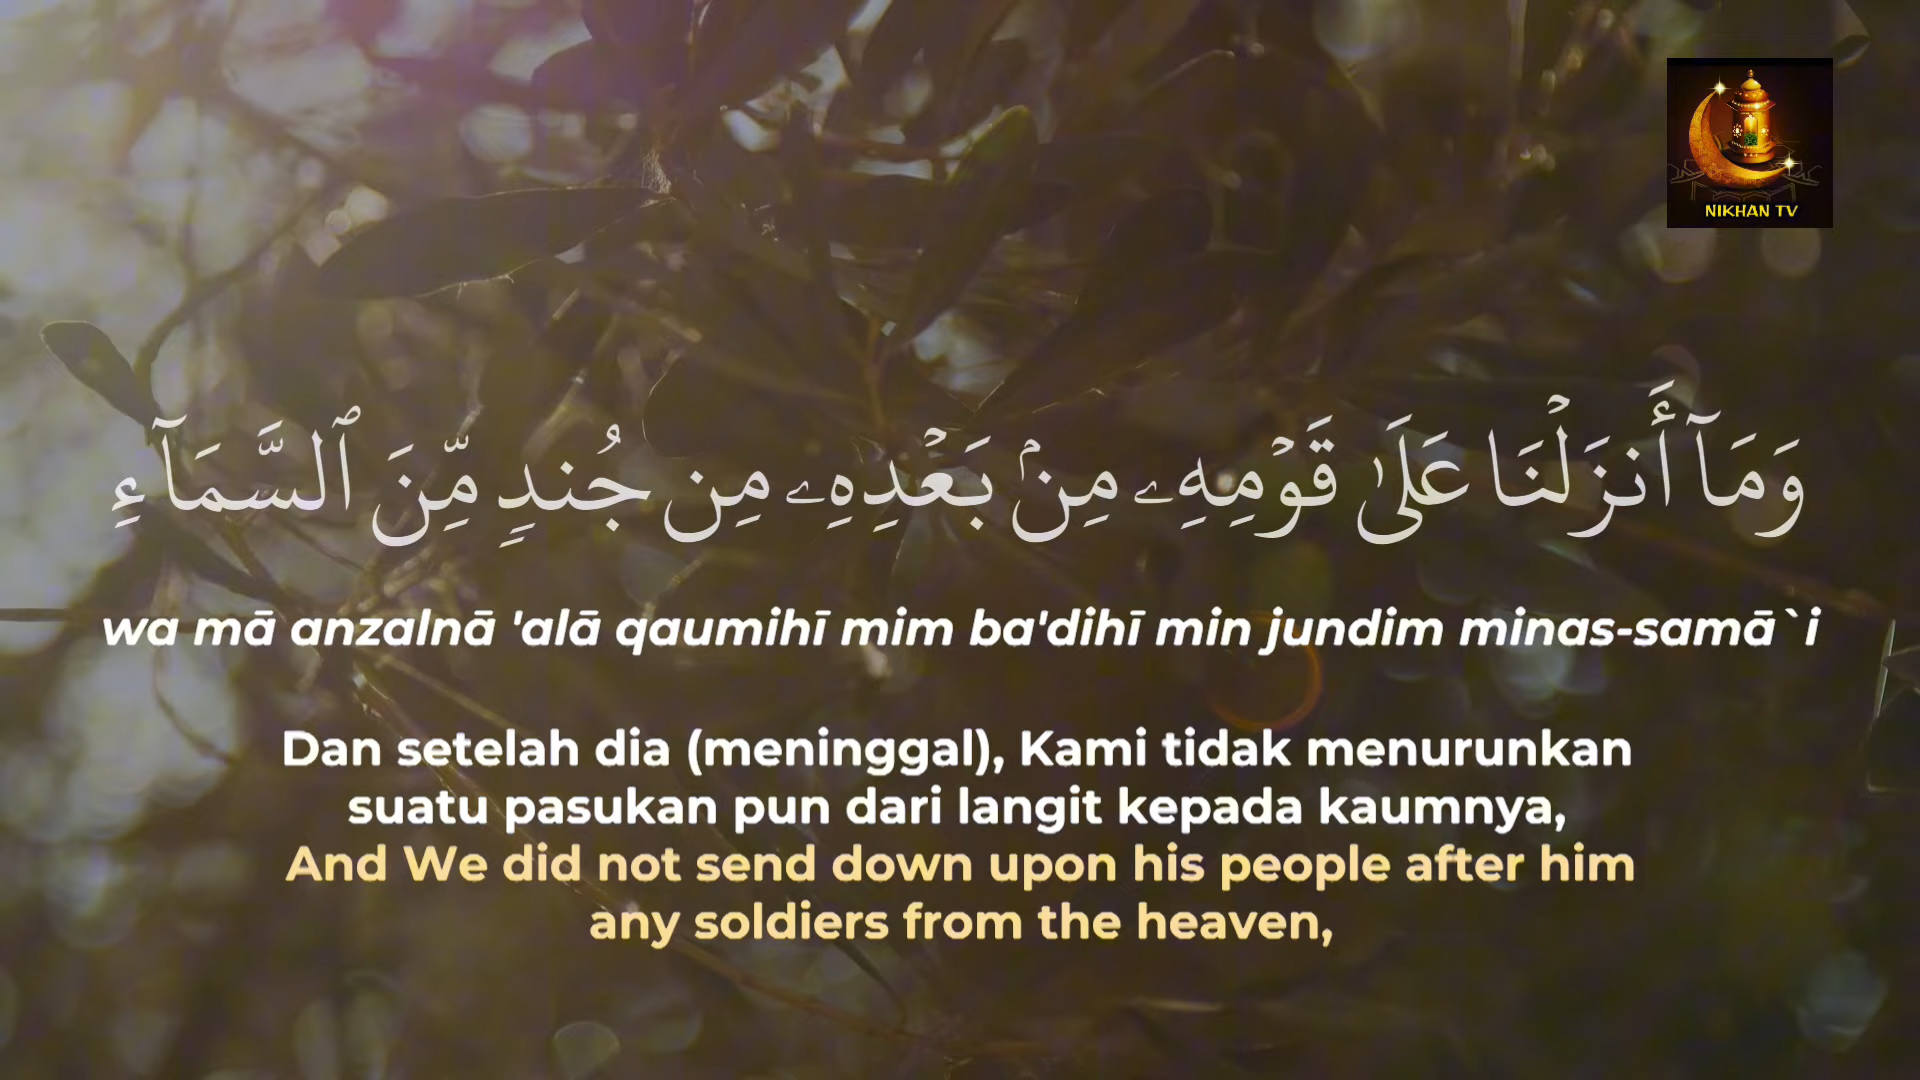 NIKHAN TV
وَمَآ أَنزَلْنَا عَلَىٰ قَوْمِهِۦ مِنۢ بَعْدِهِۦ مِن جُندٍ مِّنَ ٱلسَّمَآءِ
wa mā anzalnā 'alā qaumihī mim ba'dihī min jundim minas-samā`i
Dan setelah dia (meninggal), Kami tidak menurunkan
suatu pasukan pun dari langit kepada kaumnya,
And We did not send down upon his people after him
any soldiers from the heaven,